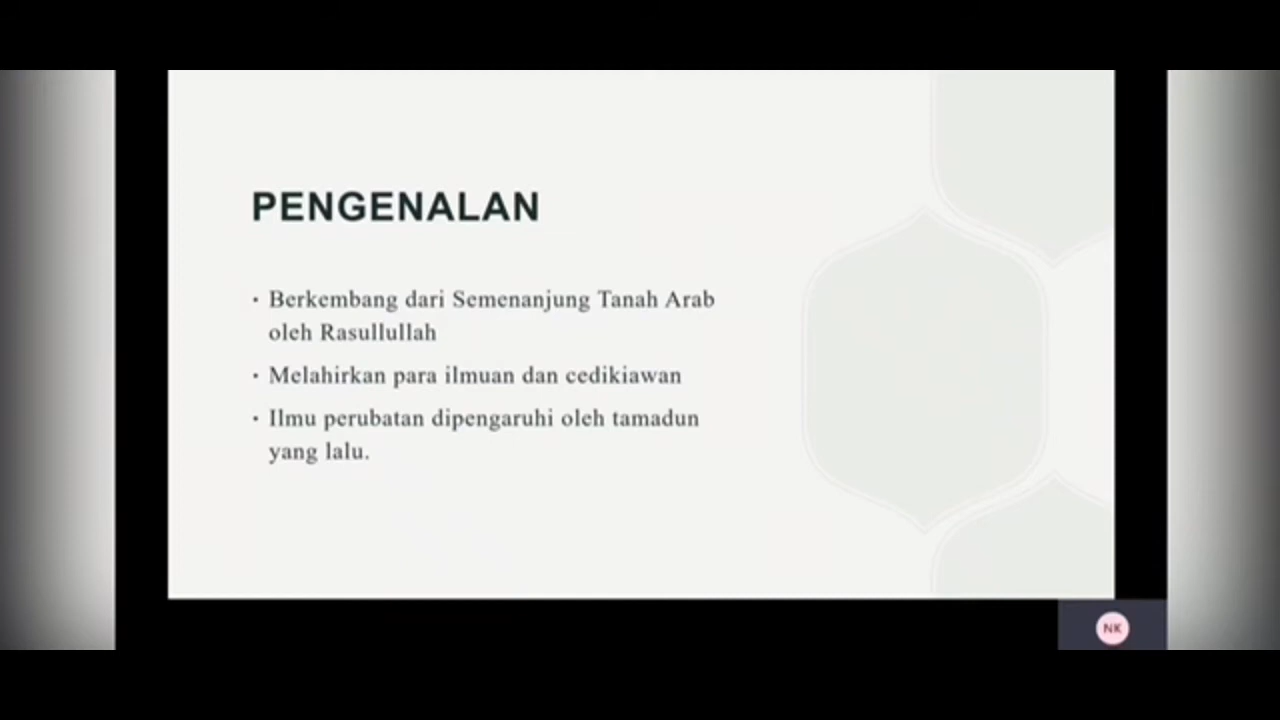 PENGENALAN
• Berkembang dari Semenanjung Tanah Arab
oleh Rasullullah
• Melahirkan para ilmuan dan cedikiawan
• Ilmu perubatan dipengaruhi oleh tamadun
yang lalu.
NK